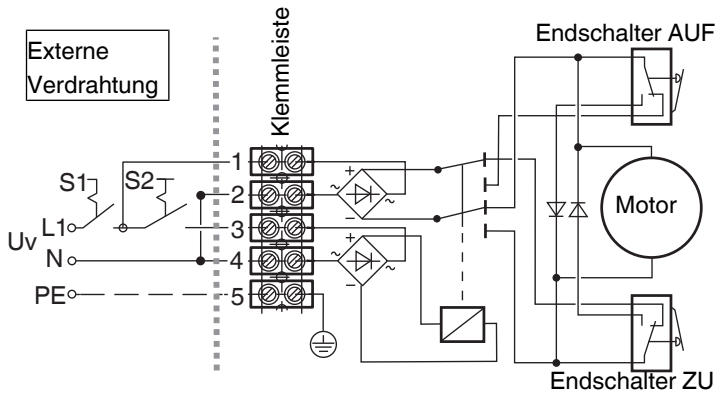 Externe
Verdrahtung
Klemmleiste
Endschalter AUF
S1
S2
1
2
3
4
5
L1
Uv
N
PE
+
~
~
−
+
~
~
−
Motor
Endschalter ZU